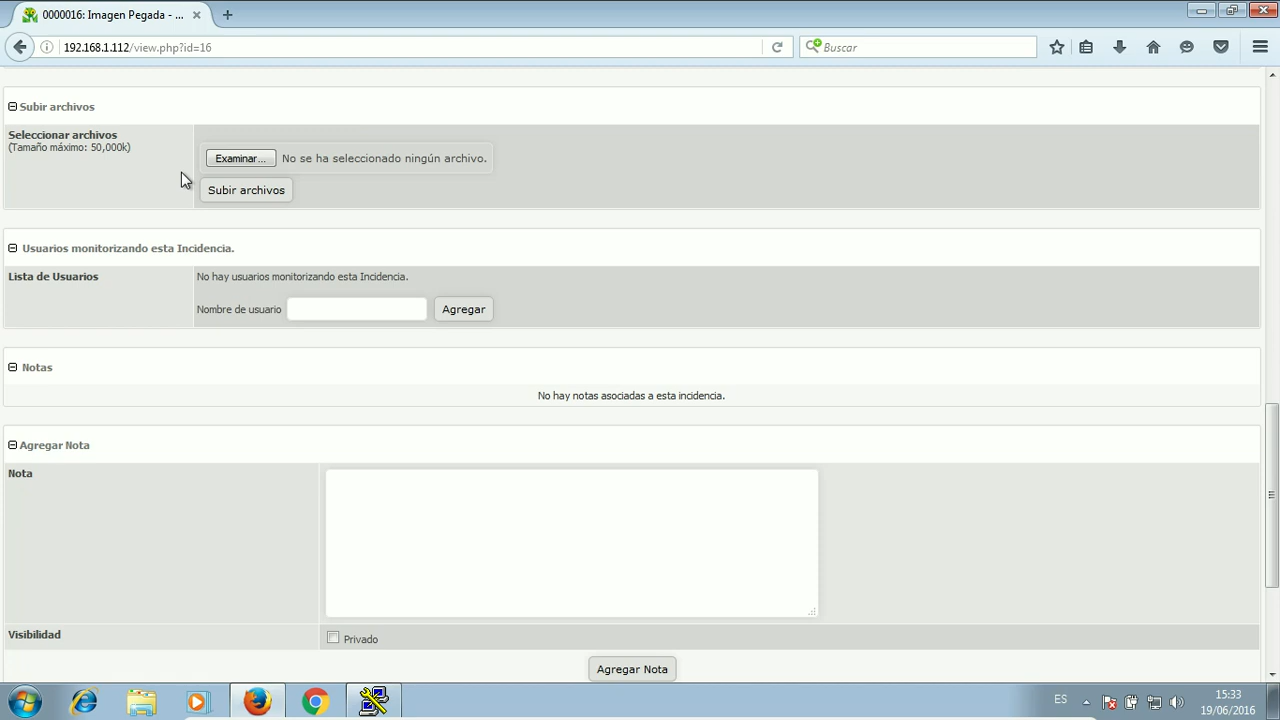 0000016: Imagen Pegada - ...
192.168.1.112/view.php?id=16
Buscar
Subir archivos
Seleccionar archivos
(Tamaño máximo: 50,000k)
Examinar... No se ha seleccionado ningún archivo.
Subir archivos
Usuarios monitorizando esta Incidencia.
Lista de Usuarios
No hay usuarios monitorizando esta Incidencia.
Nombre de usuario
Agregar
Notas
No hay notas asociadas a esta incidencia.
Agregar Nota
Nota
Visibilidad
Privado
Agregar Nota
ES
15:33
19/06/2016